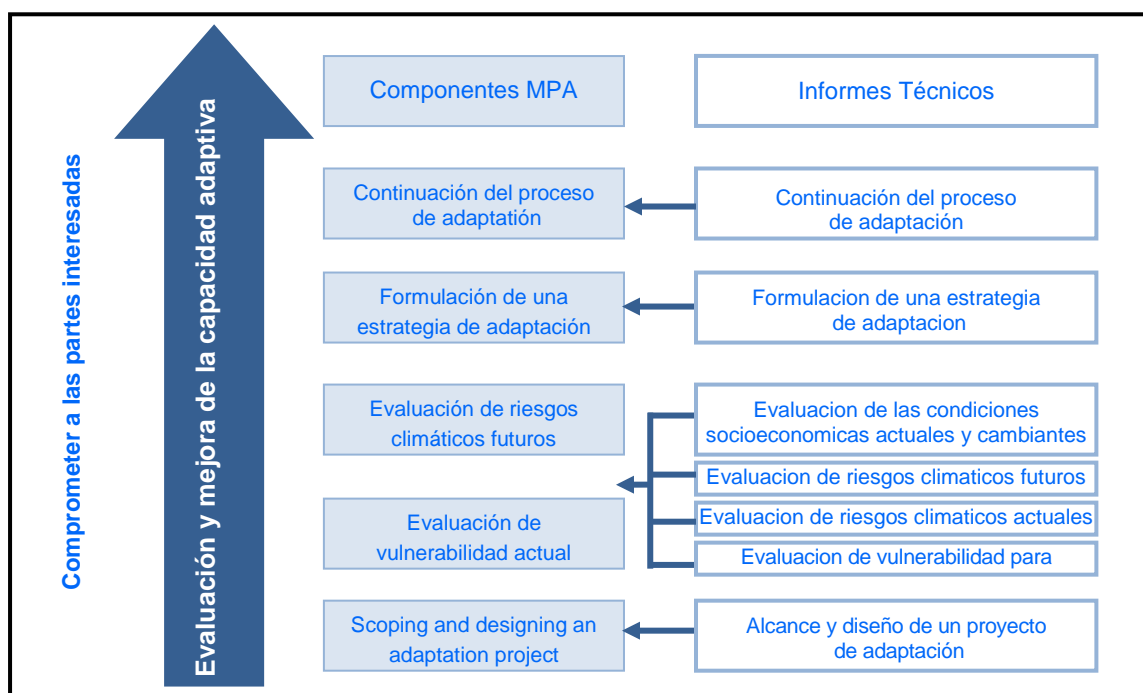 Comprometer a las partes interesadas
Evaluación y mejora de la capacidad adaptiva
Componentes MPA
Informes Técnicos
Continuación del proceso
de adaptatión
Continuación del proceso
de adaptación
Formulación de una
estrategia de adaptación
Formulacion de una estrategia
de adaptacion
Evaluación de riesgos
climáticos futuros
Evaluacion de las condiciones
socioeconomicas actuales y cambiantes
Evaluacion de riesgos climaticos futuros
Evaluación de
vulnerabilidad actual
Evaluacion de riesgos climaticos actuales
Evaluacion de vulnerabilidad para
Scoping and designing an
adaptation project
Alcance y diseño de un proyecto
de adaptación